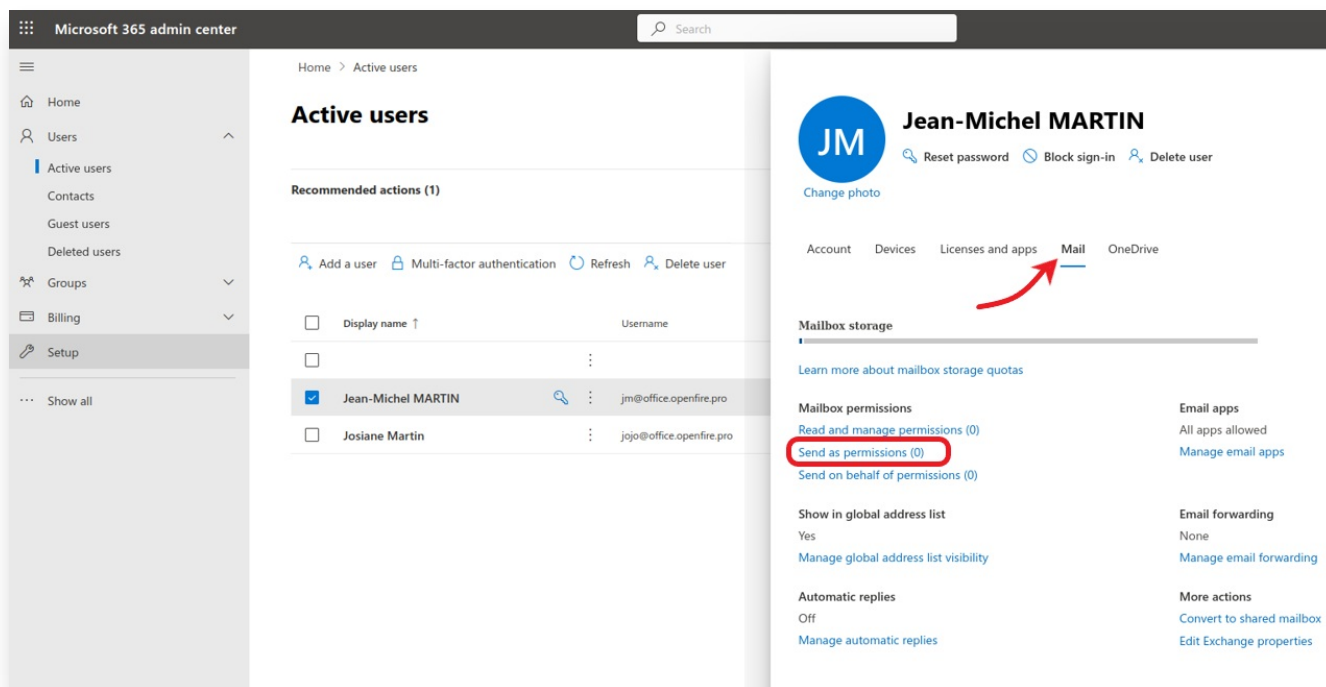 Microsoft 365 admin center
Search
Home
Users
Active users
Contacts
Guest users
Deleted users
Groups
Billing
Setup
Show all
Home > Active users
Active users
Recommended actions (1)
Add a user Multi-factor authentication Refresh Delete user
Display name ↑ Username
Jean-Michel MARTIN jm@office.openfire.pro
Josiane Martin jojo@office.openfire.pro
JM
Change photo
Jean-Michel MARTIN
Reset password Block sign-in Delete user
Account Devices Licenses and apps Mail OneDrive
Mailbox storage
Learn more about mailbox storage quotas
Mailbox permissions
Read and manage permissions (0)
Send as permissions (0)
Send on behalf of permissions (0)
Email apps
All apps allowed
Manage email apps
Show in global address list
Yes
Manage global address list visibility
Email forwarding
None
Manage email forwarding
Automatic replies
Off
Manage automatic replies
More actions
Convert to shared mailbox
Edit Exchange properties